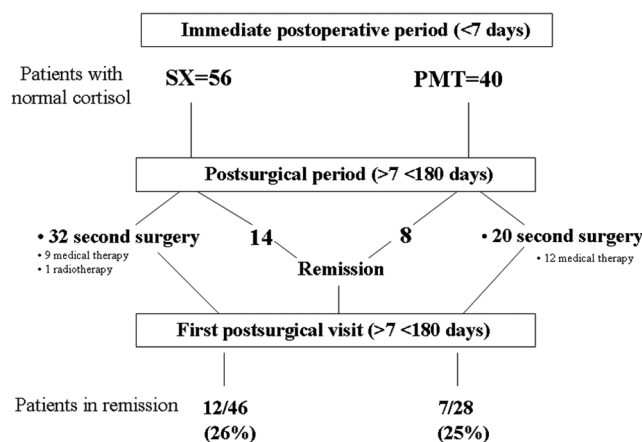 Immediate postoperative period (<7 days)
Patients with
normal cortisol
SX=56
PMT=40
Postsurgical period (>7 <180 days)
• 32 second surgery
• 9 medical therapy
• 1 radiotherapy
14
8
• 20 second surgery
• 12 medical therapy
Remission
First postsurgical visit (>7 <180 days)
Patients in remission
12/46
(26%)
7/28
(25%)